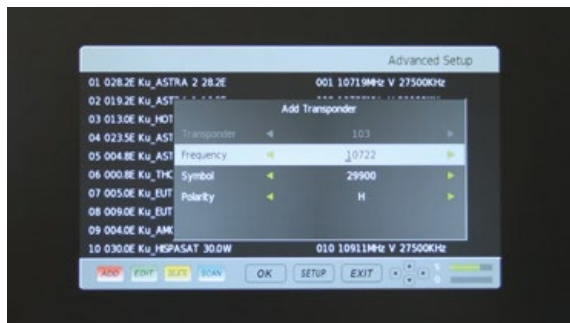 Advanced Setup
01 028.2E Ku_ASTRA 2 28.2E 001 10719MHz V 27500KHz
02 019.2E Ku_AST
03 013.0E Ku_HOT
04 023.5E Ku_AST
05 004.8E Ku_AST
06 000.8E Ku_THC
07 005.0E Ku_EUT
08 009.0E Ku_EUT
09 004.0E Ku_AMK
10 030.0E Ku_HISPASAT 30.0W 010 10911MHz V 27500KHz
Add Transponder
Transponder 103
Frequency 10722
Symbol 29900
Polarity H
ADD EDIT SCAN OK SETUP EXIT S Q